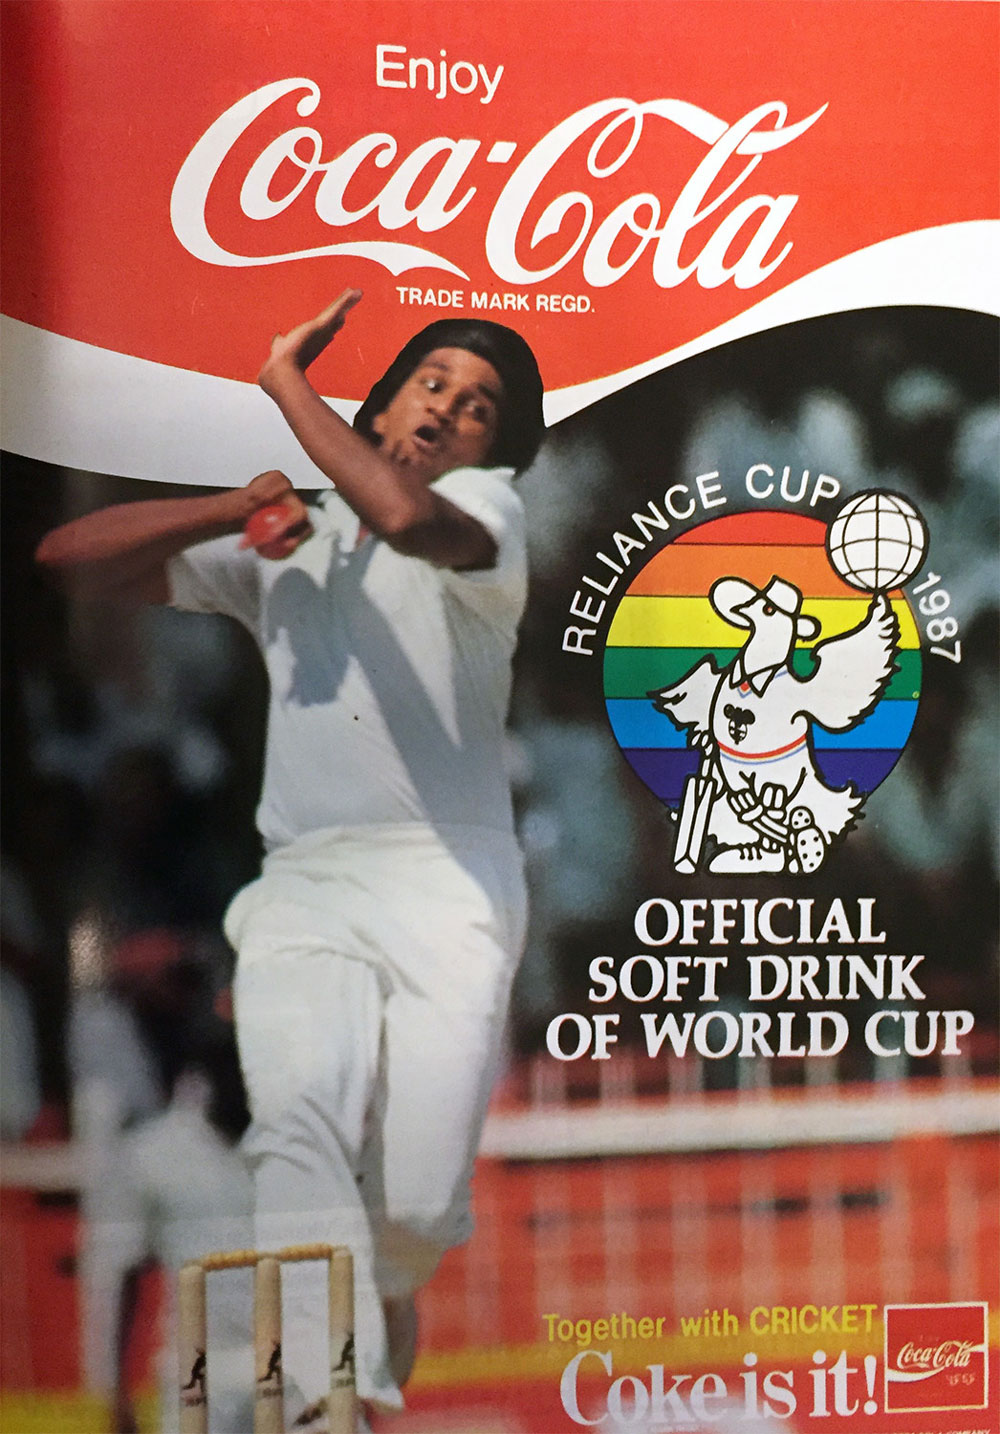 Enjoy
Coca-Cola
TRADE MARK REGD.
RELIANCE CUP 1987
OFFICIAL
SOFT DRINK
OF WORLD CUP
Together with CRICKET
Coke is it!
Coca-Cola